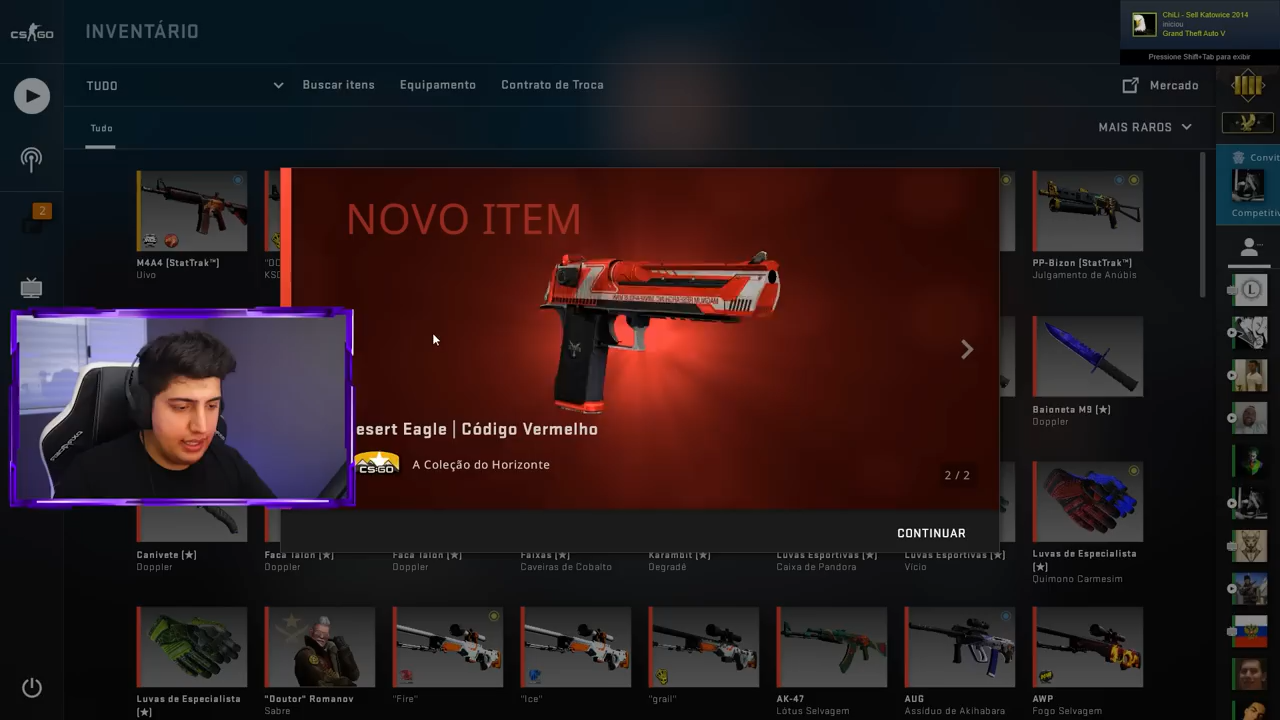 CS GO
INVENTÁRIO
ChiLi - Sell Katowice 2014
iniciou
Grand Theft Auto V
Pressione Shift+Tab para exibir
TUDO
Buscar itens
Equipamento
Contrato de Troca
Mercado
Tudo
MAIS RAROS
2
Convit
Competitiv
M4A4 (StatTrak™)
Uivo
PP-Bizon (StatTrak™)
Julgamento de Anúbis
NOVO ITEM
esert Eagle | Código Vermelho
CS:GO
A Coleção do Horizonte
2 / 2
CONTINUAR
Baioneta M9 (★)
Doppler
Canivete (★)
Doppler
Faca Talon (★)
Doppler
Faca Talon (★)
Doppler
Faixas (★)
Caveiras de Cobalto
Karambit (★)
Degradê
Luvas Esportivas (★)
Caixa de Pandora
Luvas Esportivas (★)
Vício
Luvas de Especialista
(★)
Quimono Carmesim
Luvas de Especialista
(★)
"Doutor" Romanov
Sabre
"Fire"
"Ice"
"grail"
AK-47
Lótus Selvagem
AUG
Assíduo de Akihabara
AWP
Fogo Selvagem